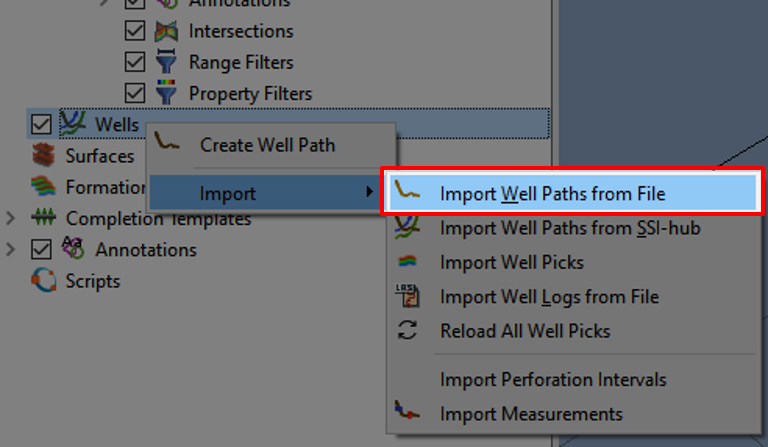 Annotations
Intersections
Range Filters
Property Filters
Wells
Create Well Path
Surfaces
Formation
Import
Import Well Paths from File
Completion Templates
Import Well Paths from SSI-hub
Aa
Annotations
Import Well Picks
Scripts
LAS
Import Well Logs from File
Reload All Well Picks
Import Perforation Intervals
Import Measurements